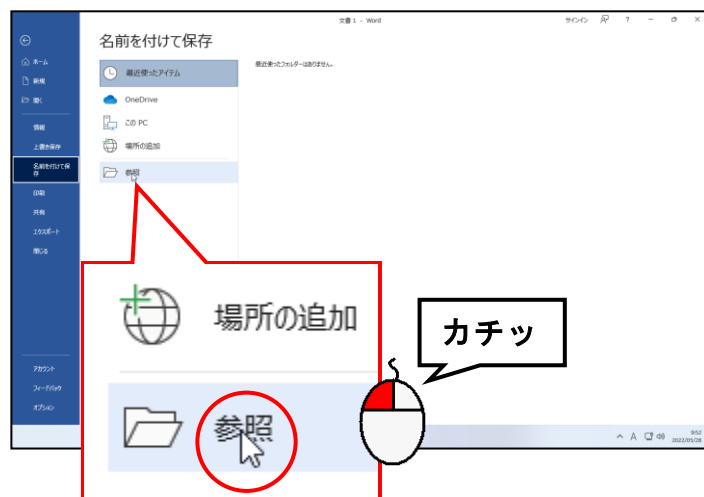 文書 1 - Word
サインイン
?
名前を付けて保存
ホーム
新規
開く
情報
上書き保存
名前を付けて保
存
印刷
共有
エクスポート
閉じる
アカウント
フィードバック
オプション
最近使ったアイテム
OneDrive
この PC
場所の追加
参照
最近使ったフォルダーはありません。
場所の追加
参照
カチッ
A
9:52
2022/05/28